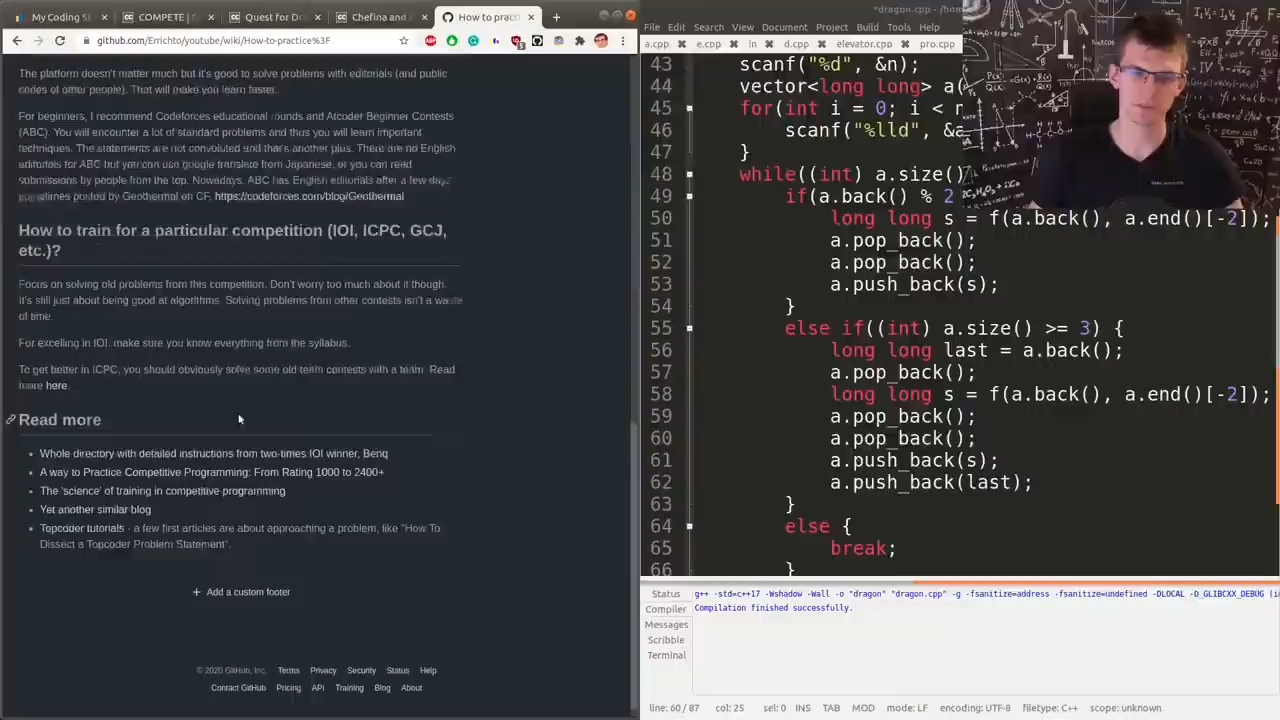 My Coding S
COMPETE |
Quest for Dr
Chefina and
How to practi
github.com/Errichto/youtube/wiki/How-to-practice%3F
The platform doesn't matter much but it's good to solve problems with editorials (and public
codes of other people). That will make you learn faster.
For beginners, I recommend Codeforces educational rounds and Atcoder Beginner Contests
(ABC). You will encounter a lot of standard problems and thus you will learn important
techniques. The statements are not convoluted and that's another plus. There are no English
editorials for ABC but you can use google translate from Japanese, or you can read
submissions by people from the top. Nowadays, ABC has English editorials after a few days,
sometimes posted by Geothermal on CF, https://codeforces.com/blog/Geothermal
How to train for a particular competition (IOI, ICPC, GCJ,
etc.)?
Focus on solving old problems from this competition. Don't worry too much about it though,
it's still just about being good at algorithms. Solving problems from other contests isn't a waste
of time.
For excelling in IOI, make sure you know everything from the syllabus.
To get better in ICPC, you should obviously solve some old team contests with a team. Read
more here.
Read more
Whole directory with detailed instructions from two-times IOI winner, Benq
A way to Practice Competitive Programming: From Rating 1000 to 2400+
The 'science' of training in competitive programming
Yet another similar blog
Topcoder tutorials - a few first articles are about approaching a problem, like "How To
Dissect a Topcoder Problem Statement".
+ Add a custom footer
© 2020 GitHub, Inc. Terms Privacy Security Status Help
Contact GitHub Pricing API Training Blog About
*dragon.cpp - /home
File Edit Search View Document Project Build Tools Help
a.cpp
e.cpp
in
d.cpp
elevator.cpp
pro.cpp
43 scanf("%d", &n);
44 vector<long long> a(
45 for(int i = 0; i < n
46 scanf("%lld", &a
47 }
48 while((int) a.size()
49 if(a.back() % 2
50 long long s = f(a.back(), a.end()[-2]);
51 a.pop_back();
52 a.pop_back();
53 a.push_back(s);
54 }
55 else if((int) a.size() >= 3) {
56 long long last = a.back();
57 a.pop_back();
58 long long s = f(a.back(), a.end()[-2]);
59 a.pop_back();
60 a.pop_back();
61 a.push_back(s);
62 a.push_back(last);
63 }
64 else {
65 break;
66 }
Status
Compiler
Messages
Scribble
Terminal
g++ -std=c++17 -Wshadow -Wall -o "dragon" "dragon.cpp" -g -fsanitize=address -fsanitize=undefined -DLOCAL -D_GLIBCXX_DEBUG (in
Compilation finished successfully.
line: 60 / 87 col: 25 sel: 0 INS TAB MOD mode: LF encoding: UTF-8 filetype: C++ scope: unknown